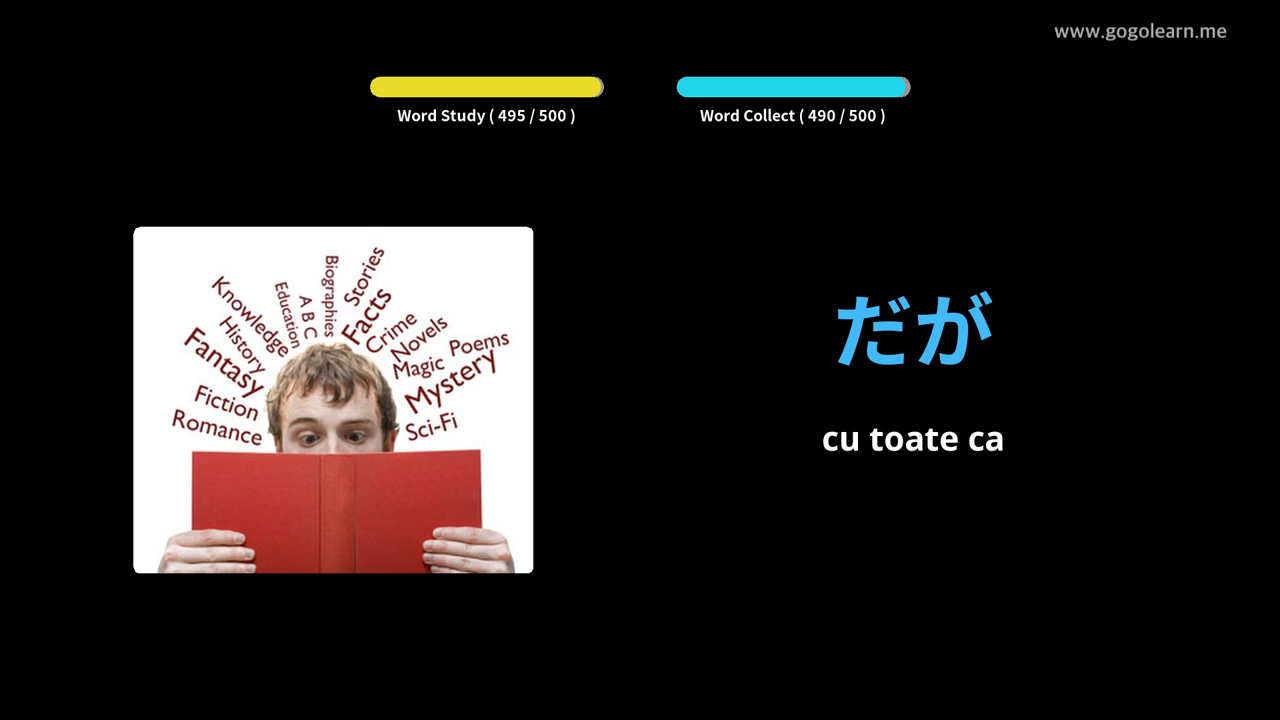 www.gogolearn.me
Word Study ( 495 / 500 )
Word Collect ( 490 / 500 )
Knowledge
History
Fantasy
Fiction
Romance
Education
A B C
Biographies
Stories
Facts
Crime
Novels
Magic
Poems
Mystery
Sci-Fi
だが
cu toate ca